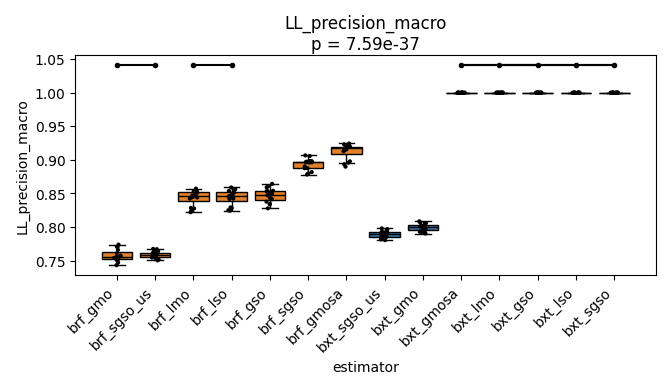 LL_precision_macro
p = 7.59e-37
LL_precision_macro
1.05
1.00
0.95
0.90
0.85
0.80
0.75
brf_gmo
brf_sgso_us
brf_lmo
brf_lso
brf_gso
brf_sgso
brf_gmosa
bxt_sgso_us
bxt_gmo
bxt_gmosa
bxt_lmo
bxt_gso
bxt_lso
bxt_sgso
estimator